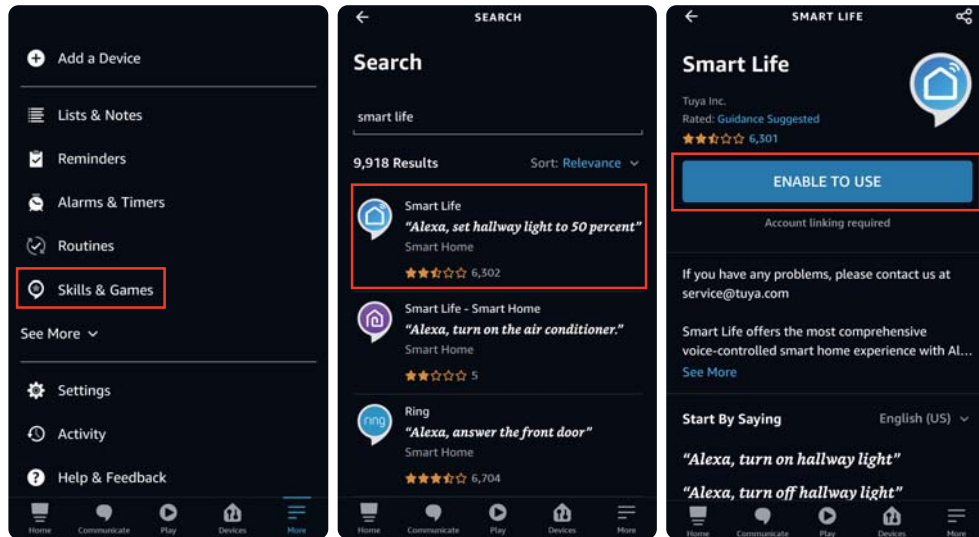 Add a Device
Lists & Notes
Reminders
Alarms & Timers
Routines
Skills & Games
See More
Settings
Activity
Help & Feedback
Home
Communicate
Play
Devices
More
SEARCH
Search
smart life
9,918 Results
Sort: Relevance
Smart Life
“Alexa, set hallway light to 50 percent”
Smart Home
6,302
Smart Life - Smart Home
“Alexa, turn on the air conditioner.”
Smart Home
5
ring
Ring
“Alexa, answer the front door”
Smart Home
6,704
Home
Communicate
Play
Devices
More
SMART LIFE
Smart Life
Tuya Inc.
Rated: Guidance Suggested
6,301
ENABLE TO USE
Account linking required
If you have any problems, please contact us at
service@tuya.com
Smart Life offers the most comprehensive
voice-controlled smart home experience with Al...
See More
Start By Saying
English (US)
“Alexa, turn on hallway light”
“Alexa, turn off hallway light”
Home
Communicate
Play
Devices
More